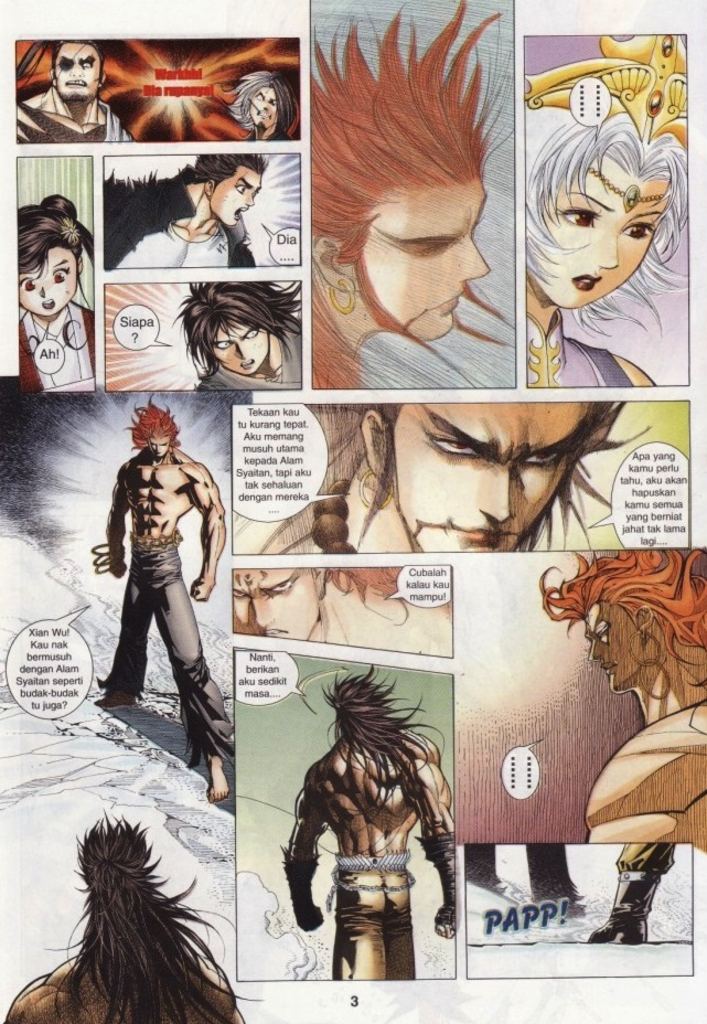 Warkhh!
Dia rupanya!
Dia
....
Ah!
Siapa
?
Tekaan kau
tu kurang tepat.
Aku memang
musuh utama
kepada Alam
Syaitan, tapi aku
tak sehaluan
dengan mereka
....
Apa yang
kamu perlu
tahu, aku akan
hapuskan
kamu semua
yang berniat
jahat tak lama
lagi....
Xian Wu!
Kau nak
bermusuh
dengan Alam
Syaitan seperti
budak-budak
tu juga?
Cubalah
kalau kau
mampu!
Nanti,
berikan
aku sedikit
masa....
PAPP!
3